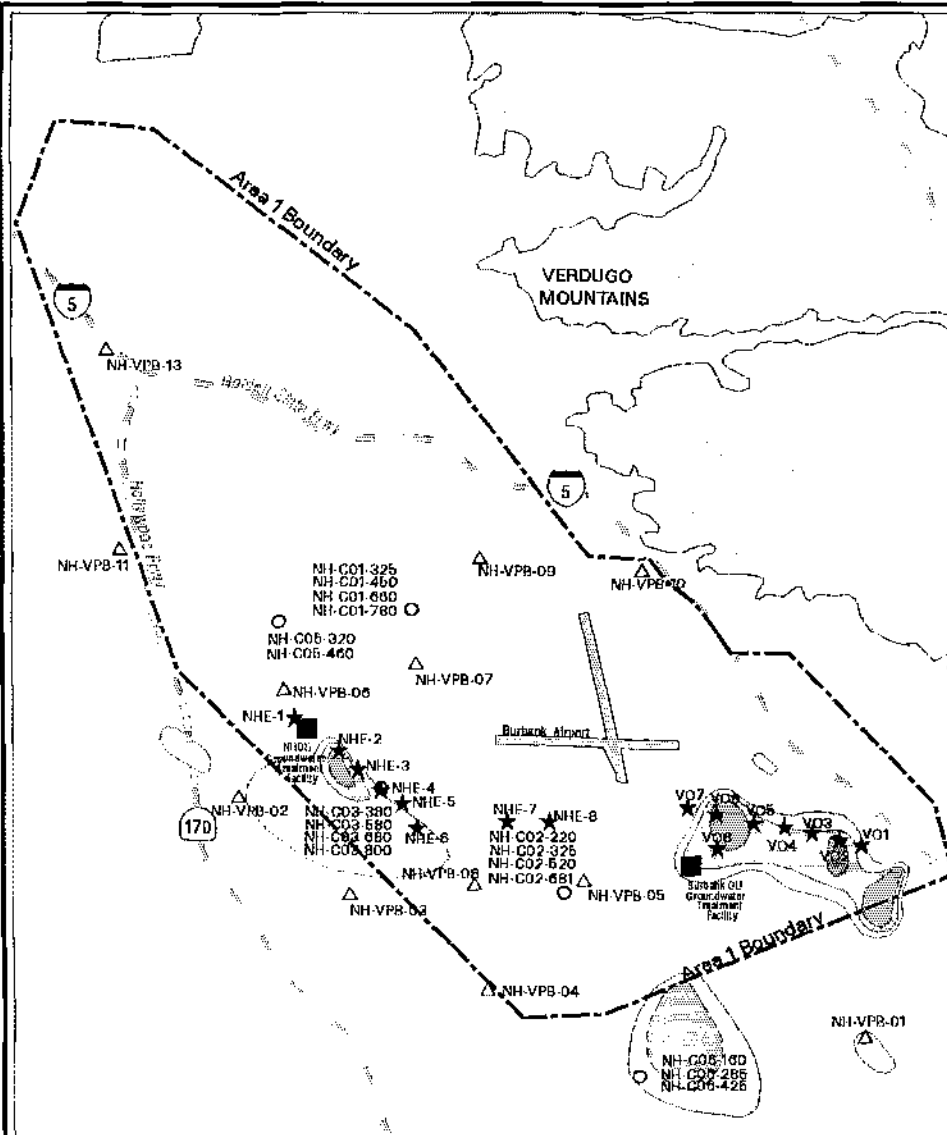 Area 1 Boundary
VERDUGO
MOUNTAINS
5
NH-VPB-13
5
NH-VPB-11
NH-C01-325
NH-C01-450
NH-C01-660
NH-C01-780
NH-VPB-09
NH-VPB-10
NH-C05-320
NH-C05-460
NH-VPB-07
NH-VPB-06
NHE-1
NHE-2
Groundwater
Treatment
Facility
Burbank Airport
NHE-3
NHE-4
NHE-5
NHE-6
NH-VPB-02
170
NH-C03-380
NH-C03-580
NH-C03-680
NH-C03-800
NHE-7
NHE-8
NH-C02-220
NH-C02-325
NH-C02-520
NH-C02-681
VO7
VO5
VO3
VO1
VO4
VO2
VO6
Burbank OU
Groundwater
Treatment
Facility
NH-VPB-08
NH-VPB-05
NH-VPB-03
Area 1 Boundary
NH-VPB-04
NH-VPB-01
NH-C06-160
NH-C06-285
NH-C06-425